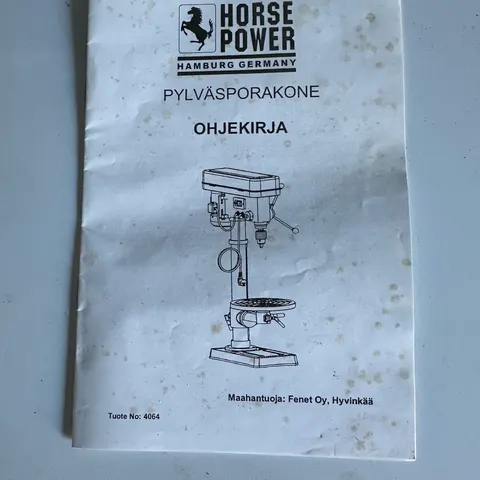 HORSE
POWER
HAMBURG GERMANY
PYLVÄSPORAKONE
OHJEKIRJA
Maahantuoja: Fenet Oy, Hyvinkää
Tuote No: 4064